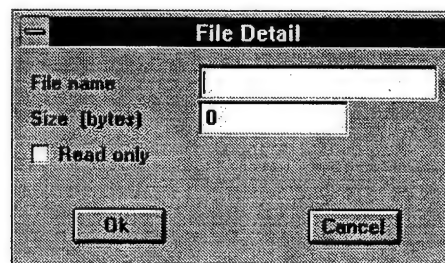 File Detail
File name
Size (bytes) 0
Read only
Ok Cancel